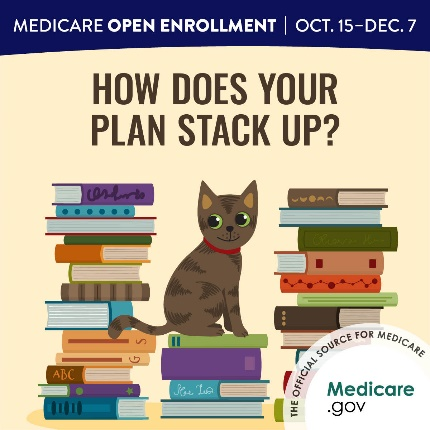 MEDICARE OPEN ENROLLMENT | OCT. 15–DEC. 7
HOW DOES YOUR
PLAN STACK UP?
ABC
G S
THE OFFICIAL SOURCE FOR MEDICARE
Medicare
.gov